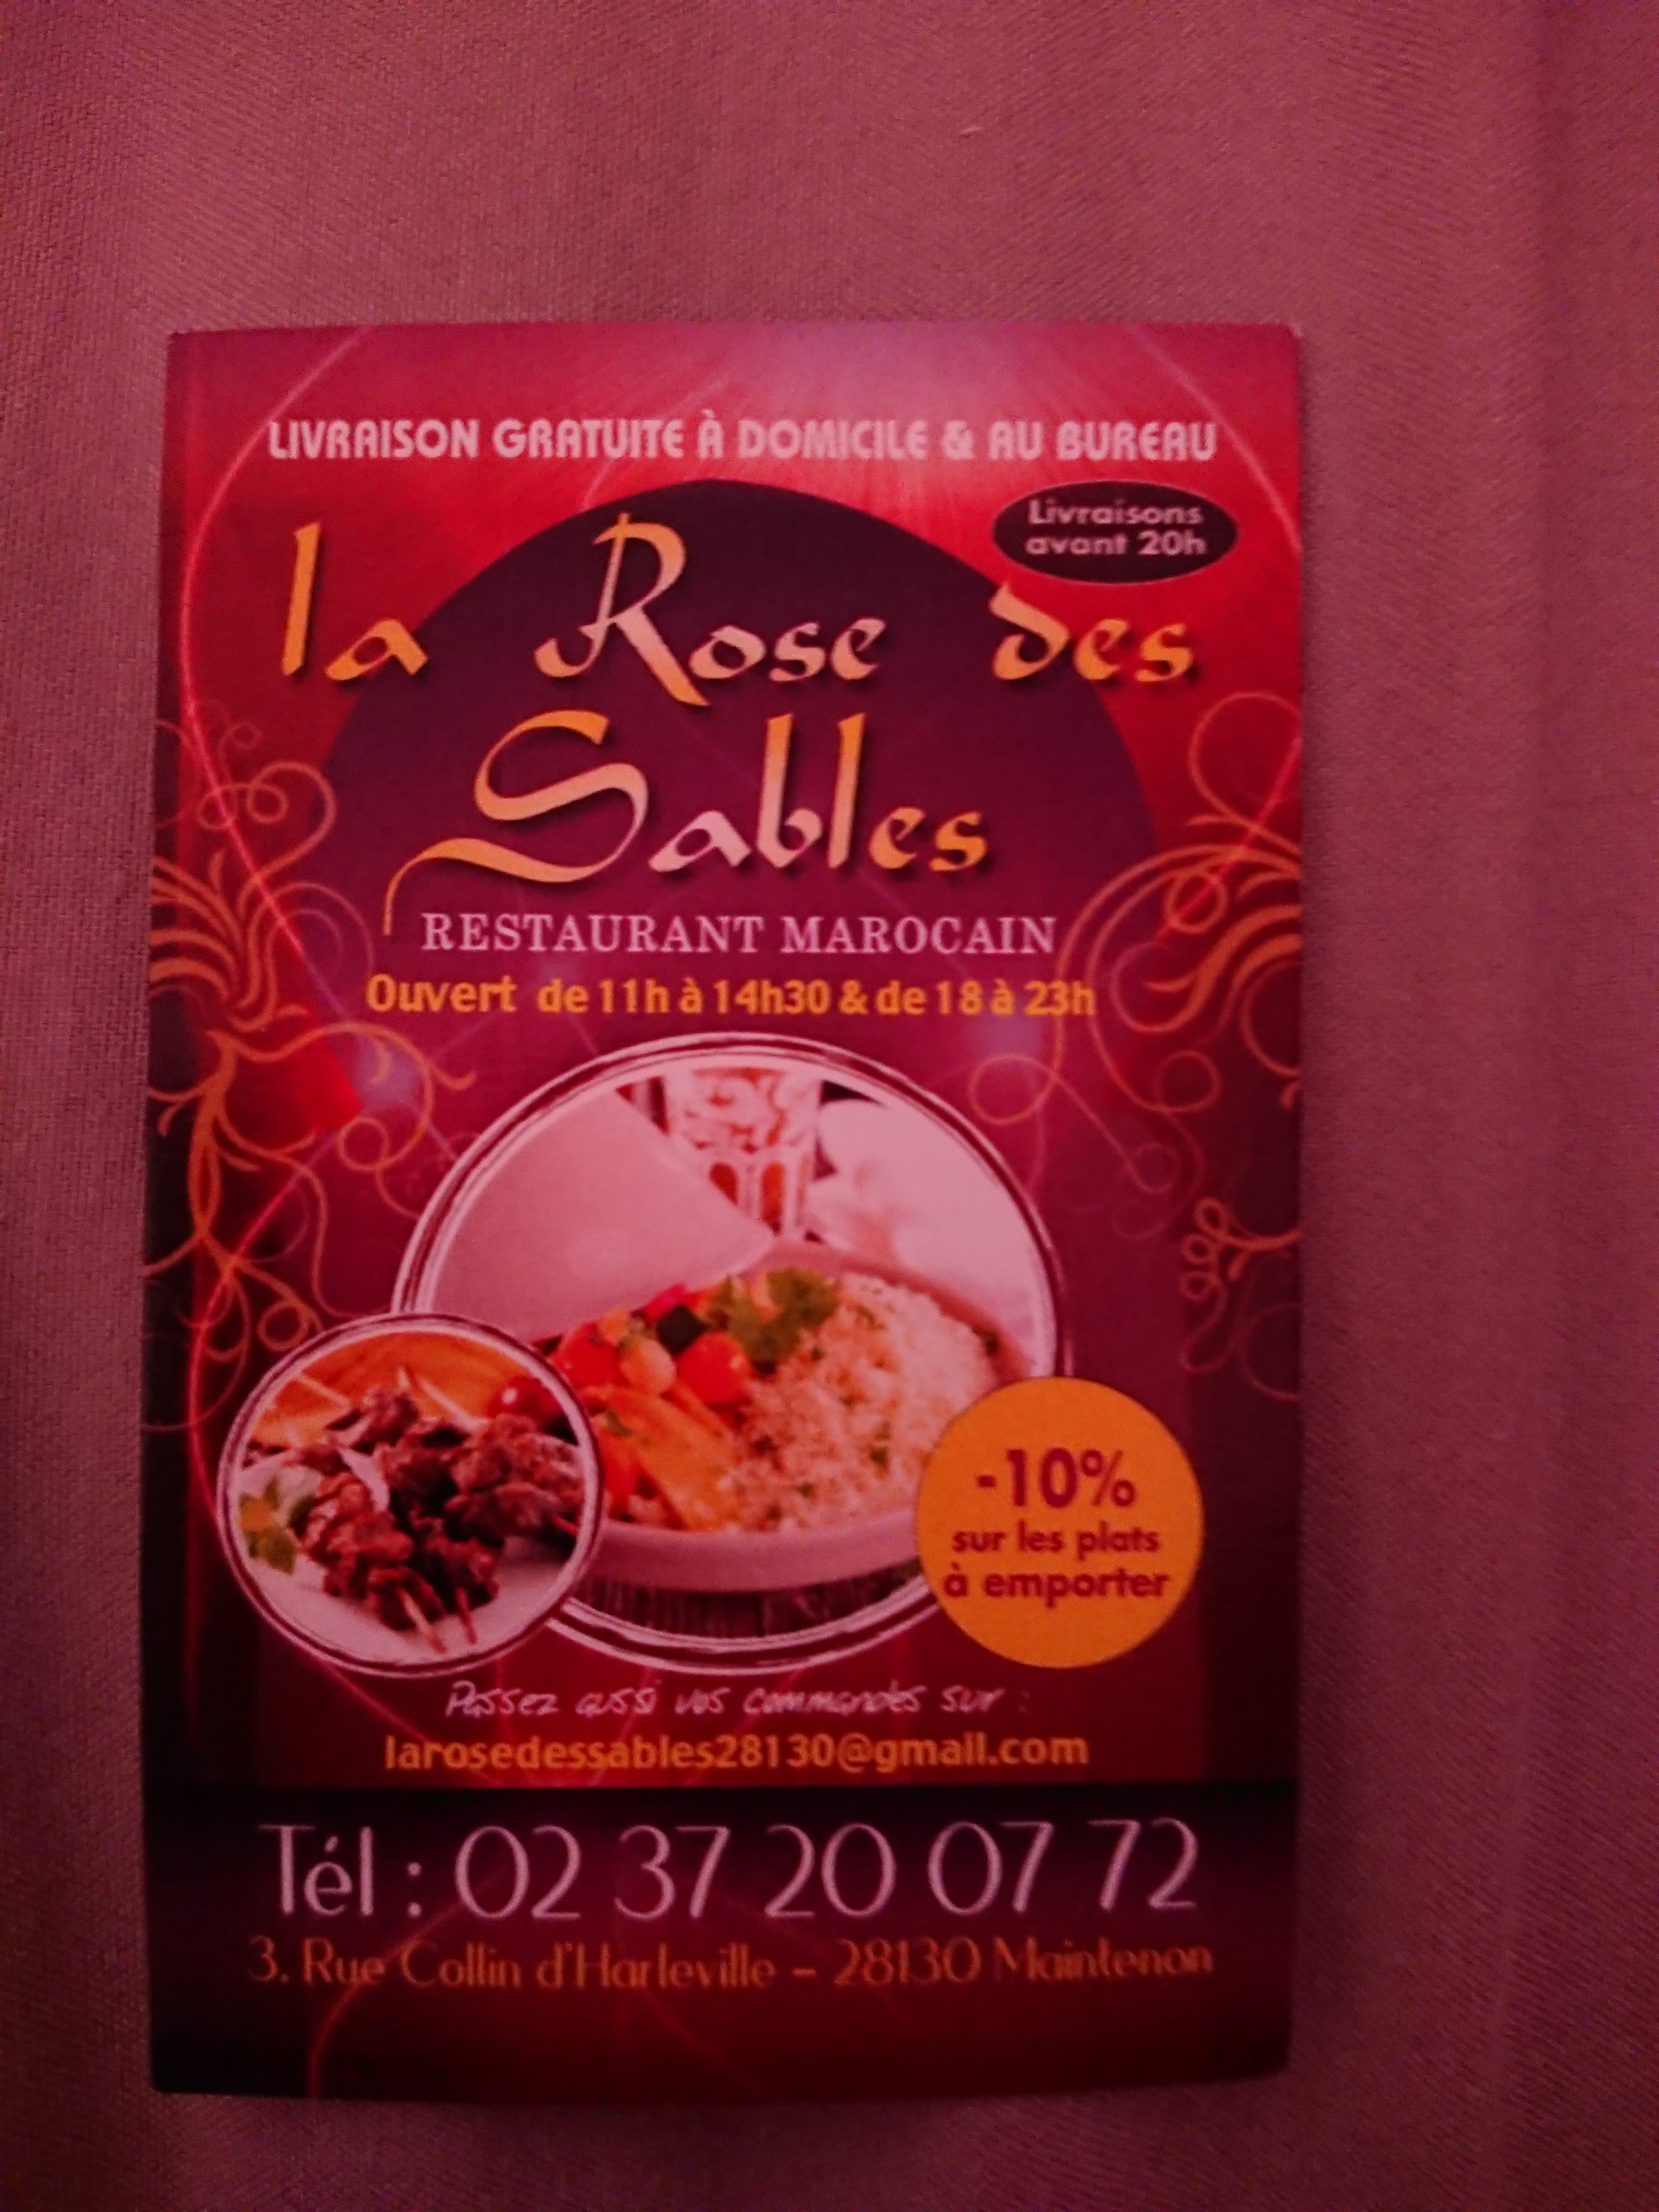 LIVRAISON GRATUITE À DOMICILE & AU BUREAU
Livraisons
avant 20h
la Rose des
Sables
RESTAURANT MAROCAIN
Ouvert de 11h à 14h30 & de 18 à 23h
-10%
sur les plats
à emporter
Passez aussi vos commandes sur :
larosedessables28130@gmail.com
Tél : 02 37 20 07 72
3, Rue Collin d'Harleville - 28130 Maintenon